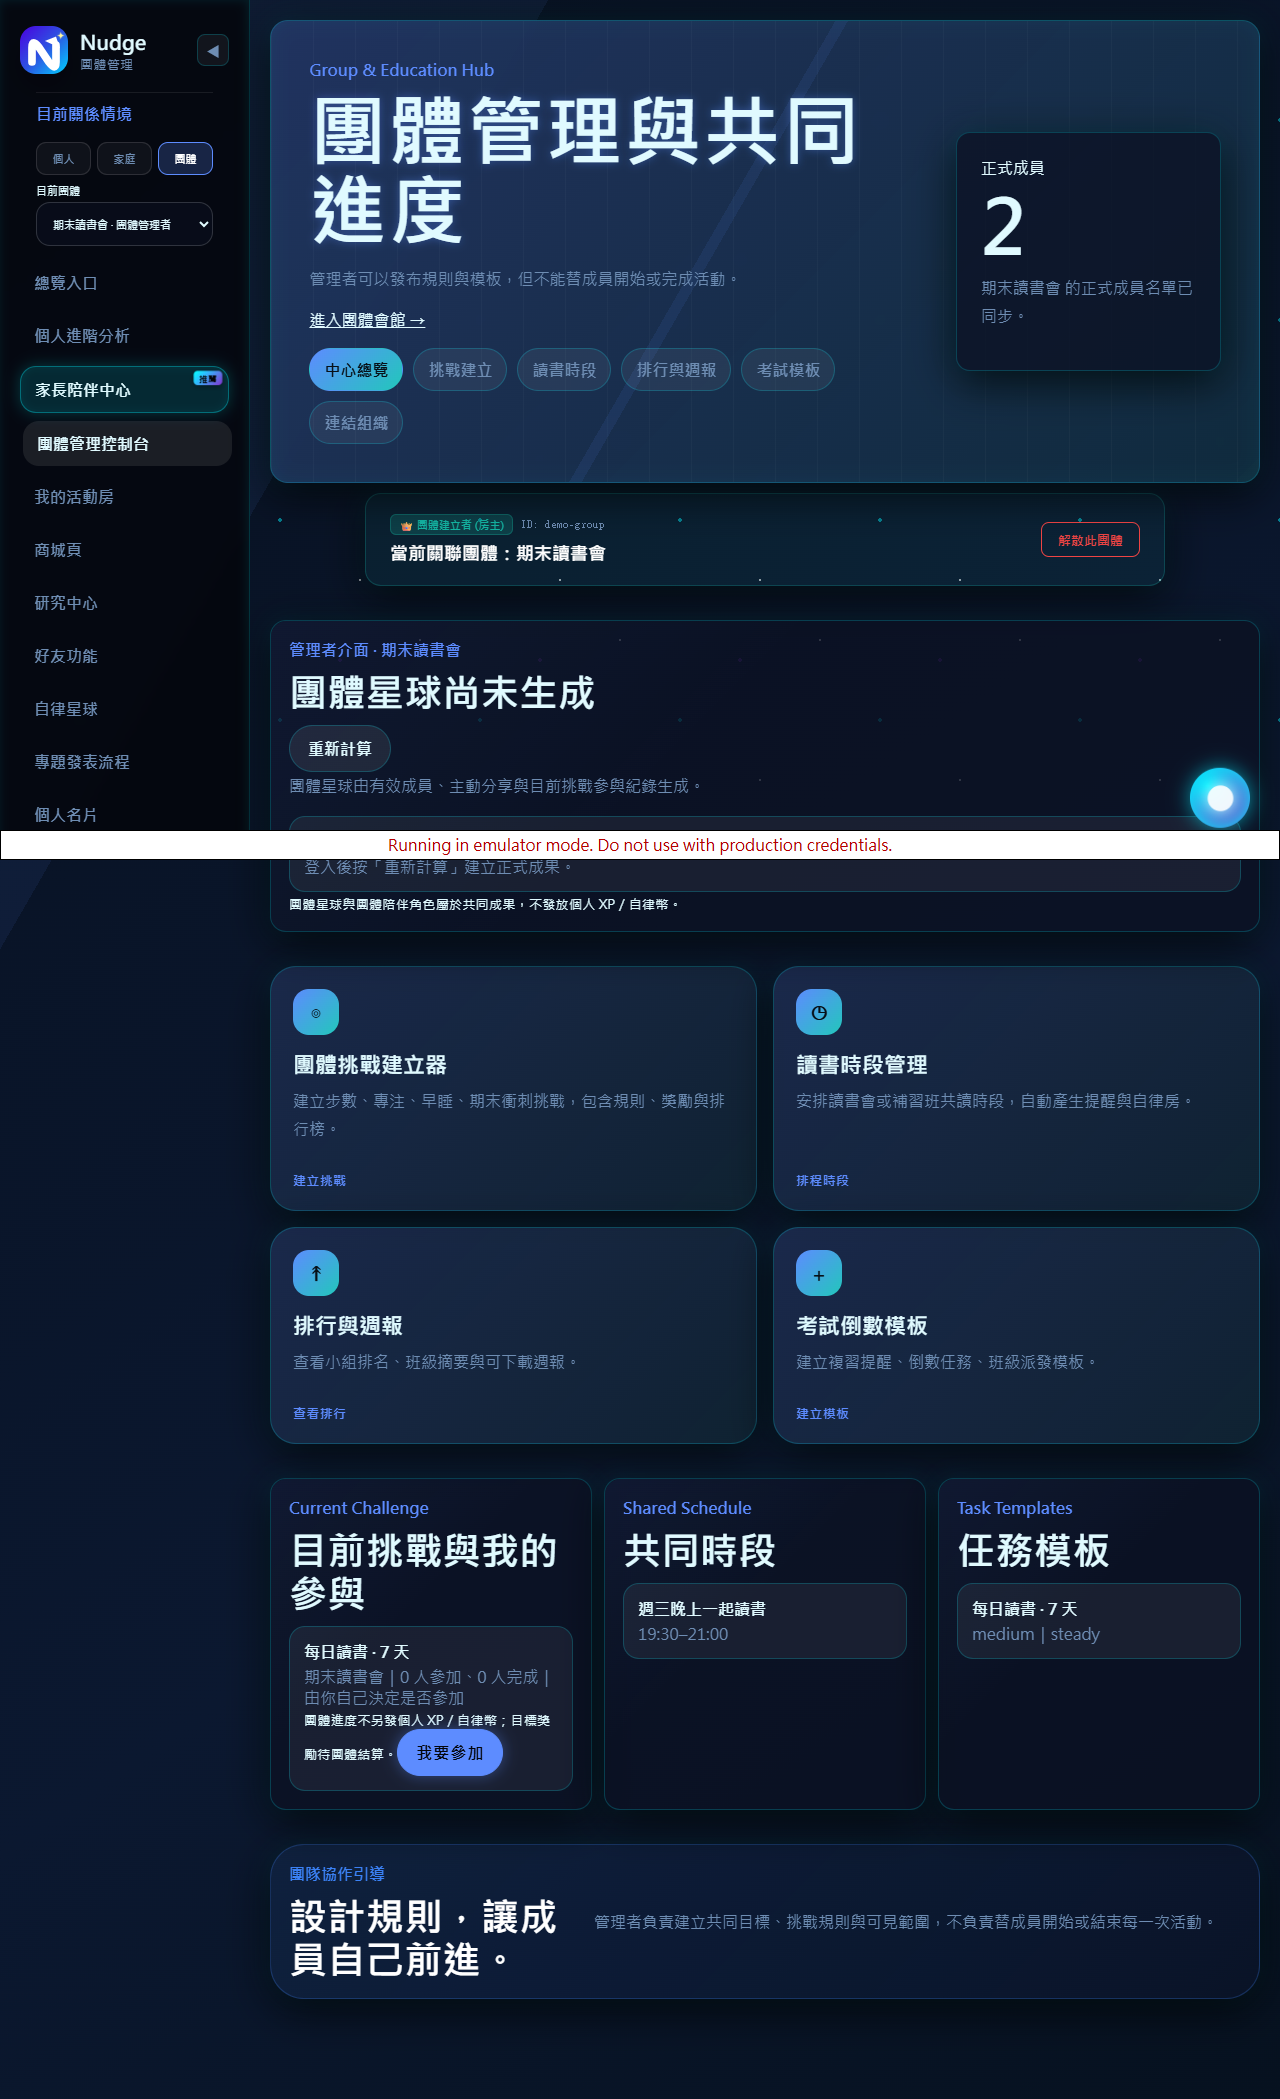 Nudge
團體管理
◀
目前關係情境
個人
家庭
團體
目前團體
期末讀書會 · 團體管理者
總覽入口
個人進階分析
家長陪伴中心
推薦
團體管理控制台
我的活動房
商城頁
研究中心
好友功能
自律星球
專題發表流程
個人名片
Group & Education Hub
團體管理與共同
進度
管理者可以發布規則與模板，但不能替成員開始或完成活動。
進入團體會館 →
中心總覽
挑戰建立
讀書時段
排行與週報
考試模板
連結組織
正式成員
2
期末讀書會 的正式成員名單已
同步。
團體建立者 (房主)
ID: demo-group
當前關聯團體：期末讀書會
解散此團體
管理者介面 · 期末讀書會
團體星球尚未生成
重新計算
團體星球由有效成員、主動分享與目前挑戰參與紀錄生成。
Running in emulator mode. Do not use with production credentials.
登入後按「重新計算」建立正式成果。
團體星球與團體陪伴角色屬於共同成果，不發放個人 XP / 自律幣。
團體挑戰建立器
建立步數、專注、早睡、期末衝刺挑戰，包含規則、獎勵與排
行榜。
建立挑戰
讀書時段管理
安排讀書會或補習班共讀時段，自動產生提醒與自律房。
排程時段
排行與週報
查看小組排名、班級摘要與可下載週報。
查看排行
+
考試倒數模板
建立複習提醒、倒數任務、班級派發模板。
建立模板
Current Challenge
目前挑戰與我的
參與
每日讀書 · 7 天
期末讀書會 | 0 人參加、0 人完成 |
由你自己決定是否參加
團體進度不另發個人 XP / 自律幣；目標獎
勵待團體結算。
我要參加
Shared Schedule
共同時段
週三晚上一起讀書
19:30–21:00
Task Templates
任務模板
每日讀書 · 7 天
medium | steady
團隊協作引導
設計規則，讓成
員自己前進。
管理者負責建立共同目標、挑戰規則與可見範圍，不負責替成員開始或結束每一次活動。